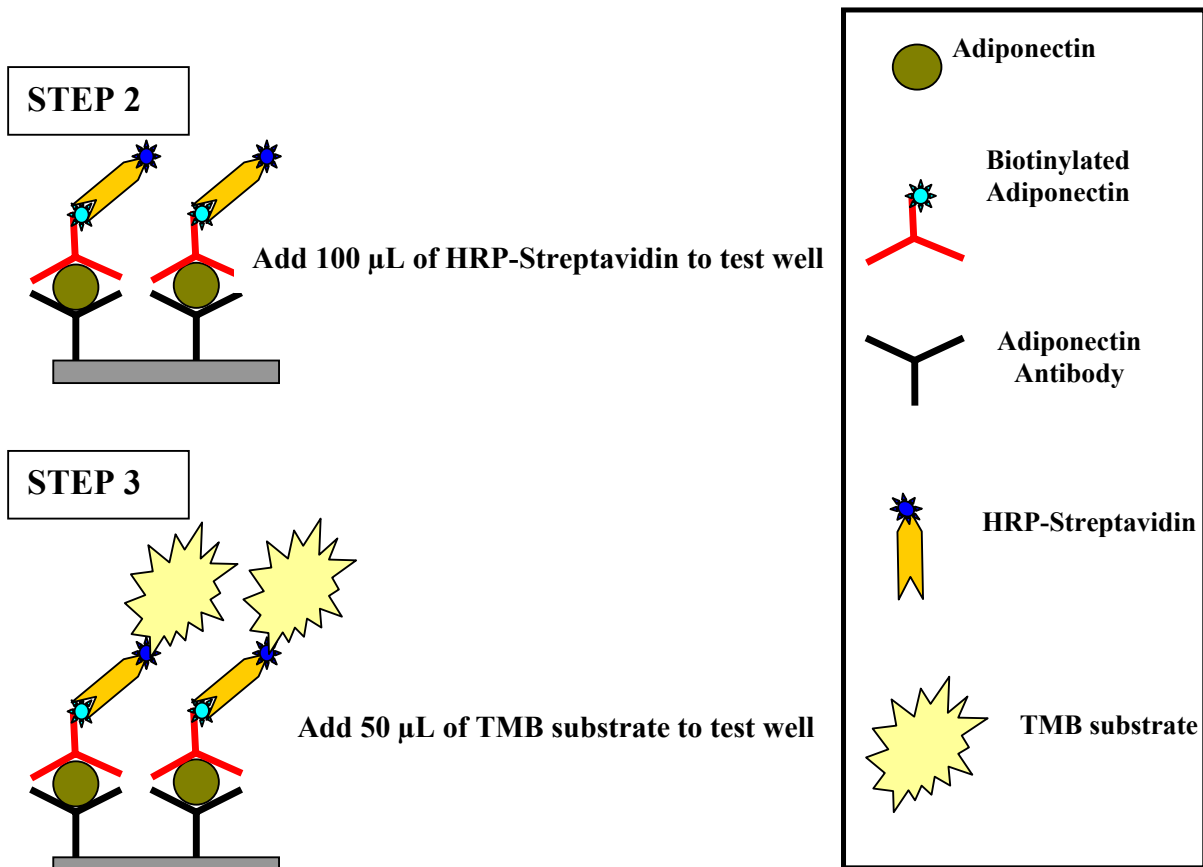 STEP 2
Add 100 µL of HRP-Streptavidin to test well
STEP 3
Add 50 µL of TMB substrate to test well
Adiponectin
Biotinylated
Adiponectin
Adiponectin
Antibody
HRP-Streptavidin
TMB substrate